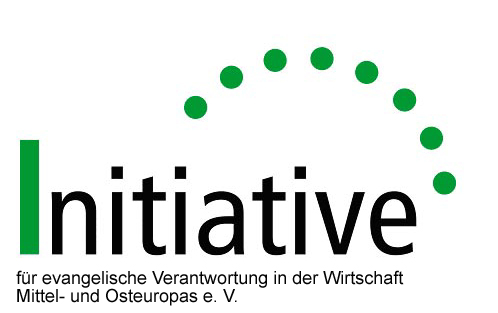 Initiative
für evangelische Verantwortung in der Wirtschaft
Mittel- und Osteuropas e. V.